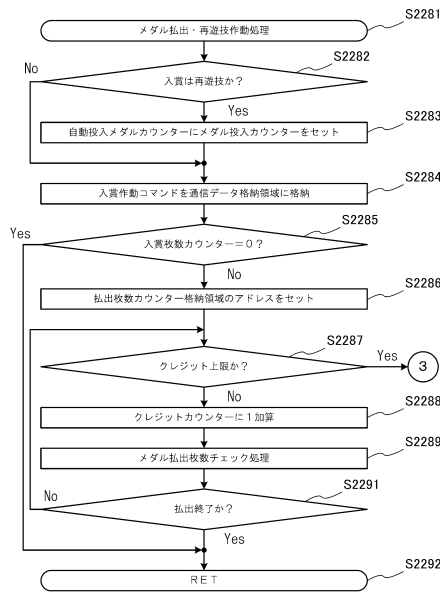 S2281
メダル払出・再遊技作動処理
S2282
No
入賞は再遊技か？
Yes
S2283
自動投入メダルカウンターにメダル投入カウンターをセット
S2284
入賞作動コマンドを通信データ格納領域に格納
S2285
Yes
入賞枚数カウンター＝０？
No
S2286
払出枚数カウンター格納領域のアドレスをセット
S2287
Yes
クレジット上限か？
3
No
S2288
クレジットカウンターに１加算
S2289
メダル払出枚数チェック処理
S2291
No
払出終了か？
Yes
S2292
ＲＥＴ